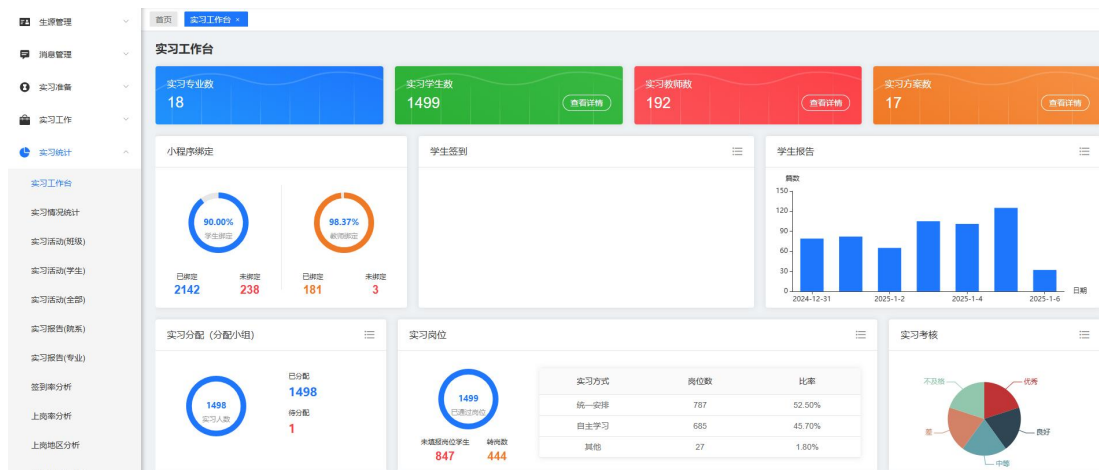 生源管理
消息管理
实习准备
实习工作
实习统计
实习工作台
实习情况统计
实习活动(班级)
实习活动(学生)
实习活动(全部)
实习报告(院系)
实习报告(专业)
签到率分析
上岗率分析
上岗地区分析
首页 实习工作台 ×
实习工作台
实习专业数
18
实习学生数
1499
查看详情
实习教师数
192
查看详情
实习方案数
17
查看详情
小程序绑定
90.00%
学生绑定
已绑定 未绑定
2142 238
98.37%
教师绑定
已绑定 未绑定
181 3
学生签到
学生报告
篇数
150
120
90
60
30
0
2024-12-31 2025-1-2 2025-1-4 2025-1-6
日期
实习分配（分配小组）
1498
实习人数
已分配
1498
待分配
1
实习岗位
1499
已通过岗位
未填报岗位学生 转岗数
847 444
实习方式 岗位数 比率
统一安排 787 52.50%
自主学习 685 45.70%
其他 27 1.80%
实习考核
不及格
优秀
差
良好
中等